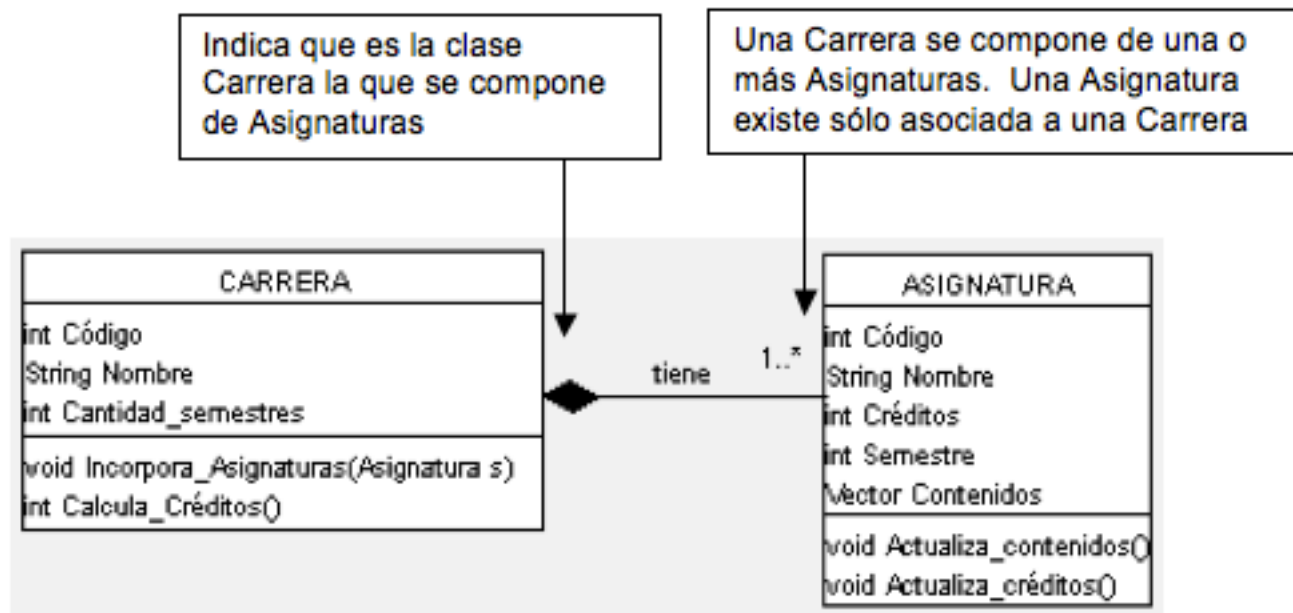 Indica que es la clase
Carrera la que se compone
de Asignaturas
Una Carrera se compone de una o
más Asignaturas. Una Asignatura
existe sólo asociada a una Carrera
CARRERA
int Código
String Nombre
int Cantidad_semestres
void Incorpora_Asignaturas(Asignatura s)
int Calcula_Créditos()
tiene
1..*
ASIGNATURA
int Código
String Nombre
int Créditos
int Semestre
Vector Contenidos
void Actualiza_contenidos()
void Actualiza_créditos()